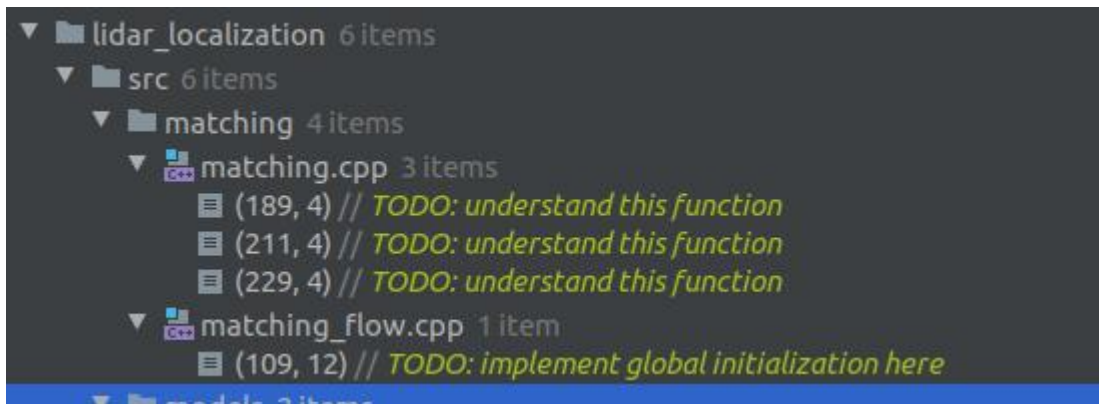 lidar_localization 6 items
src 6 items
matching 4 items
C++ matching.cpp 3 items
(189, 4) // TODO: understand this function
(211, 4) // TODO: understand this function
(229, 4) // TODO: understand this function
C++ matching_flow.cpp 1 item
(109, 12) // TODO: implement global initialization here